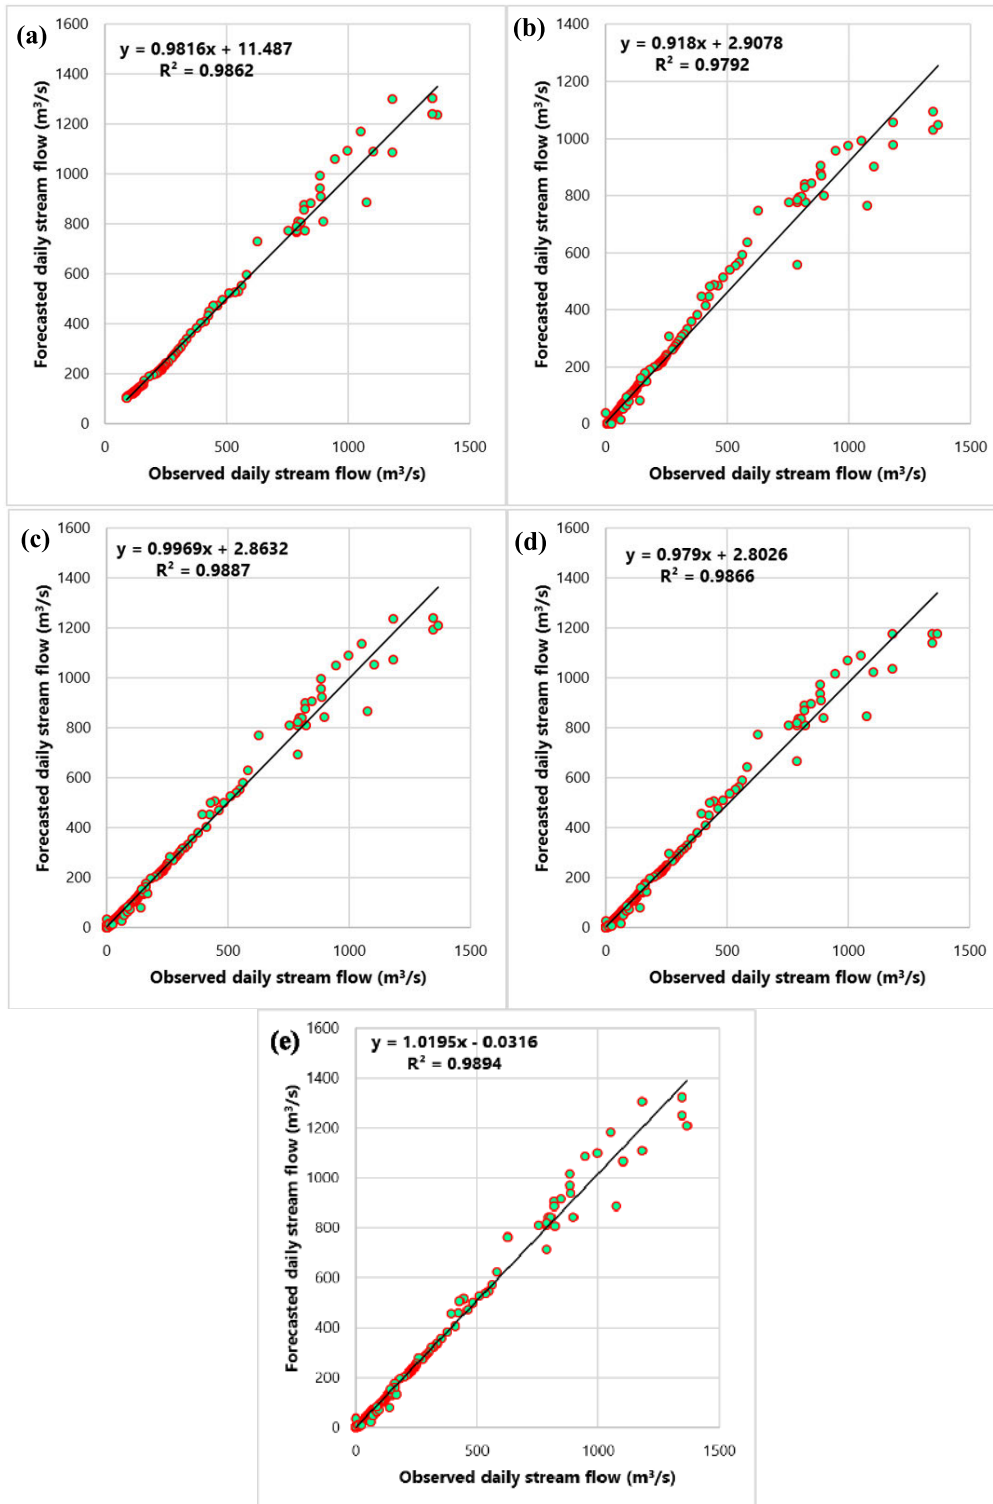 (a)
y = 0.9816x + 11.487
R² = 0.9862
Forecasted daily stream flow (m³/s)
1600
1400
1200
1000
800
600
400
200
0
0 500 1000 1500
Observed daily stream flow (m³/s)
(b)
y = 0.918x + 2.9078
R² = 0.9792
Forecasted daily stream flow (m³/s)
1400
1200
1000
800
600
400
200
0
0 500 1000 1500
Observed daily stream flow (m³/s)
(c)
y = 0.9969x + 2.8632
R² = 0.9887
Forecasted daily stream flow (m³/s)
1600
1400
1200
1000
800
600
400
200
0
0 500 1000 1500
Observed daily stream flow (m³/s)
(d)
y = 0.979x + 2.8026
R² = 0.9866
Forecasted daily stream flow (m³/s)
1600
1400
1200
1000
800
600
400
200
0
0 500 1000 1500
Observed daily stream flow (m³/s)
(e)
y = 1.0195x - 0.0316
R² = 0.9894
Forecasted daily stream flow (m³/s)
1600
1400
1200
1000
800
600
400
200
0
0 500 1000 1500
Observed daily stream flow (m³/s)